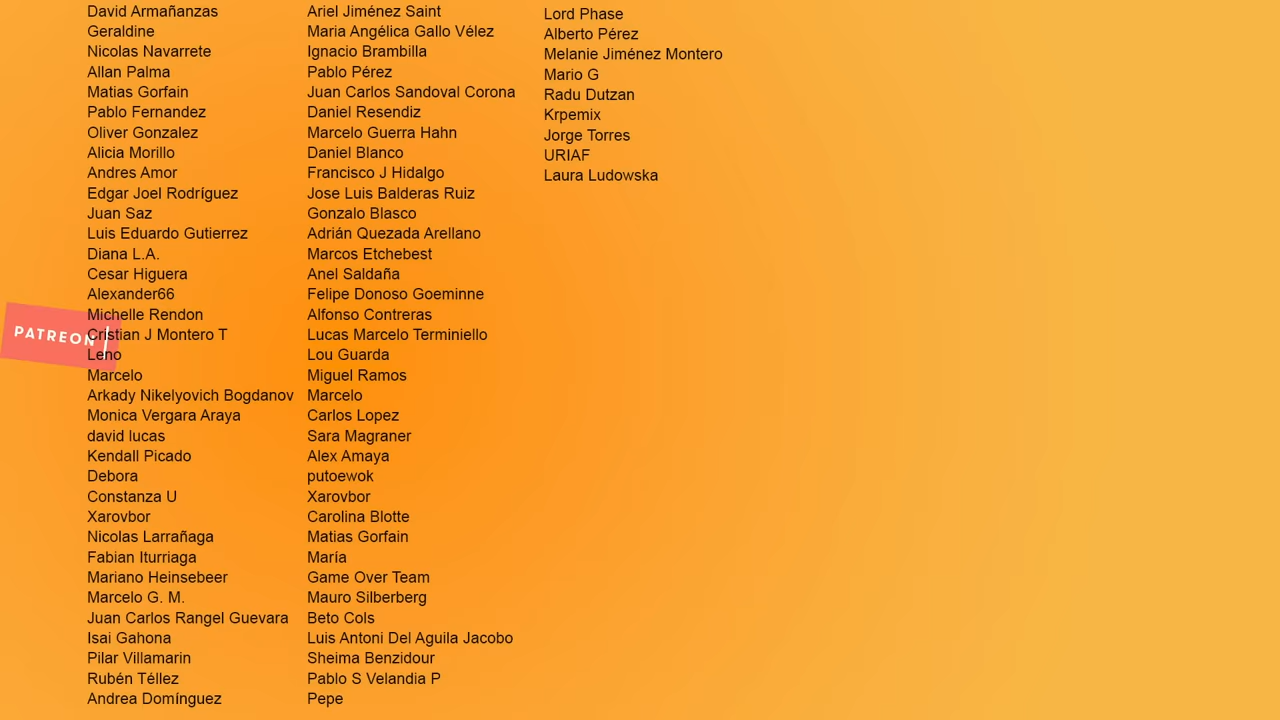 David Armañanzas
Geraldine
Nicolas Navarrete
Allan Palma
Matias Gorfain
Pablo Fernandez
Oliver Gonzalez
Alicia Morillo
Andres Amor
Edgar Joel Rodríguez
Juan Saz
Luis Eduardo Gutierrez
Diana L.A.
Cesar Higuera
Alexander66
Michelle Rendon
Cristian J Montero T
Leho
Marcelo
Arkady Nikelyovich Bogdanov
Monica Vergara Araya
david lucas
Kendall Picado
Debora
Constanza U
Xarovbor
Nicolas Larrañaga
Fabian Iturriaga
Mariano Heinsebeer
Marcelo G. M.
Juan Carlos Rangel Guevara
Isai Gahona
Pilar Villamarin
Rubén Téllez
Andrea Domínguez
PATREON
Ariel Jiménez Saint
Maria Angélica Gallo Vélez
Ignacio Brambilla
Pablo Pérez
Juan Carlos Sandoval Corona
Daniel Resendiz
Marcelo Guerra Hahn
Daniel Blanco
Francisco J Hidalgo
Jose Luis Balderas Ruiz
Gonzalo Blasco
Adrián Quezada Arellano
Marcos Etchebest
Anel Saldaña
Felipe Donoso Goeminne
Alfonso Contreras
Lucas Marcelo Terminiello
Lou Guarda
Miguel Ramos
Marcelo
Carlos Lopez
Sara Magraner
Alex Amaya
putoewok
Xarovbor
Carolina Blotte
Matias Gorfain
María
Game Over Team
Mauro Silberberg
Beto Cols
Luis Antoni Del Aguila Jacobo
Sheima Benzidour
Pablo S Velandia P
Pepe
Lord Phase
Alberto Pérez
Melanie Jiménez Montero
Mario G
Radu Dutzan
Krpemix
Jorge Torres
URIAF
Laura Ludowska